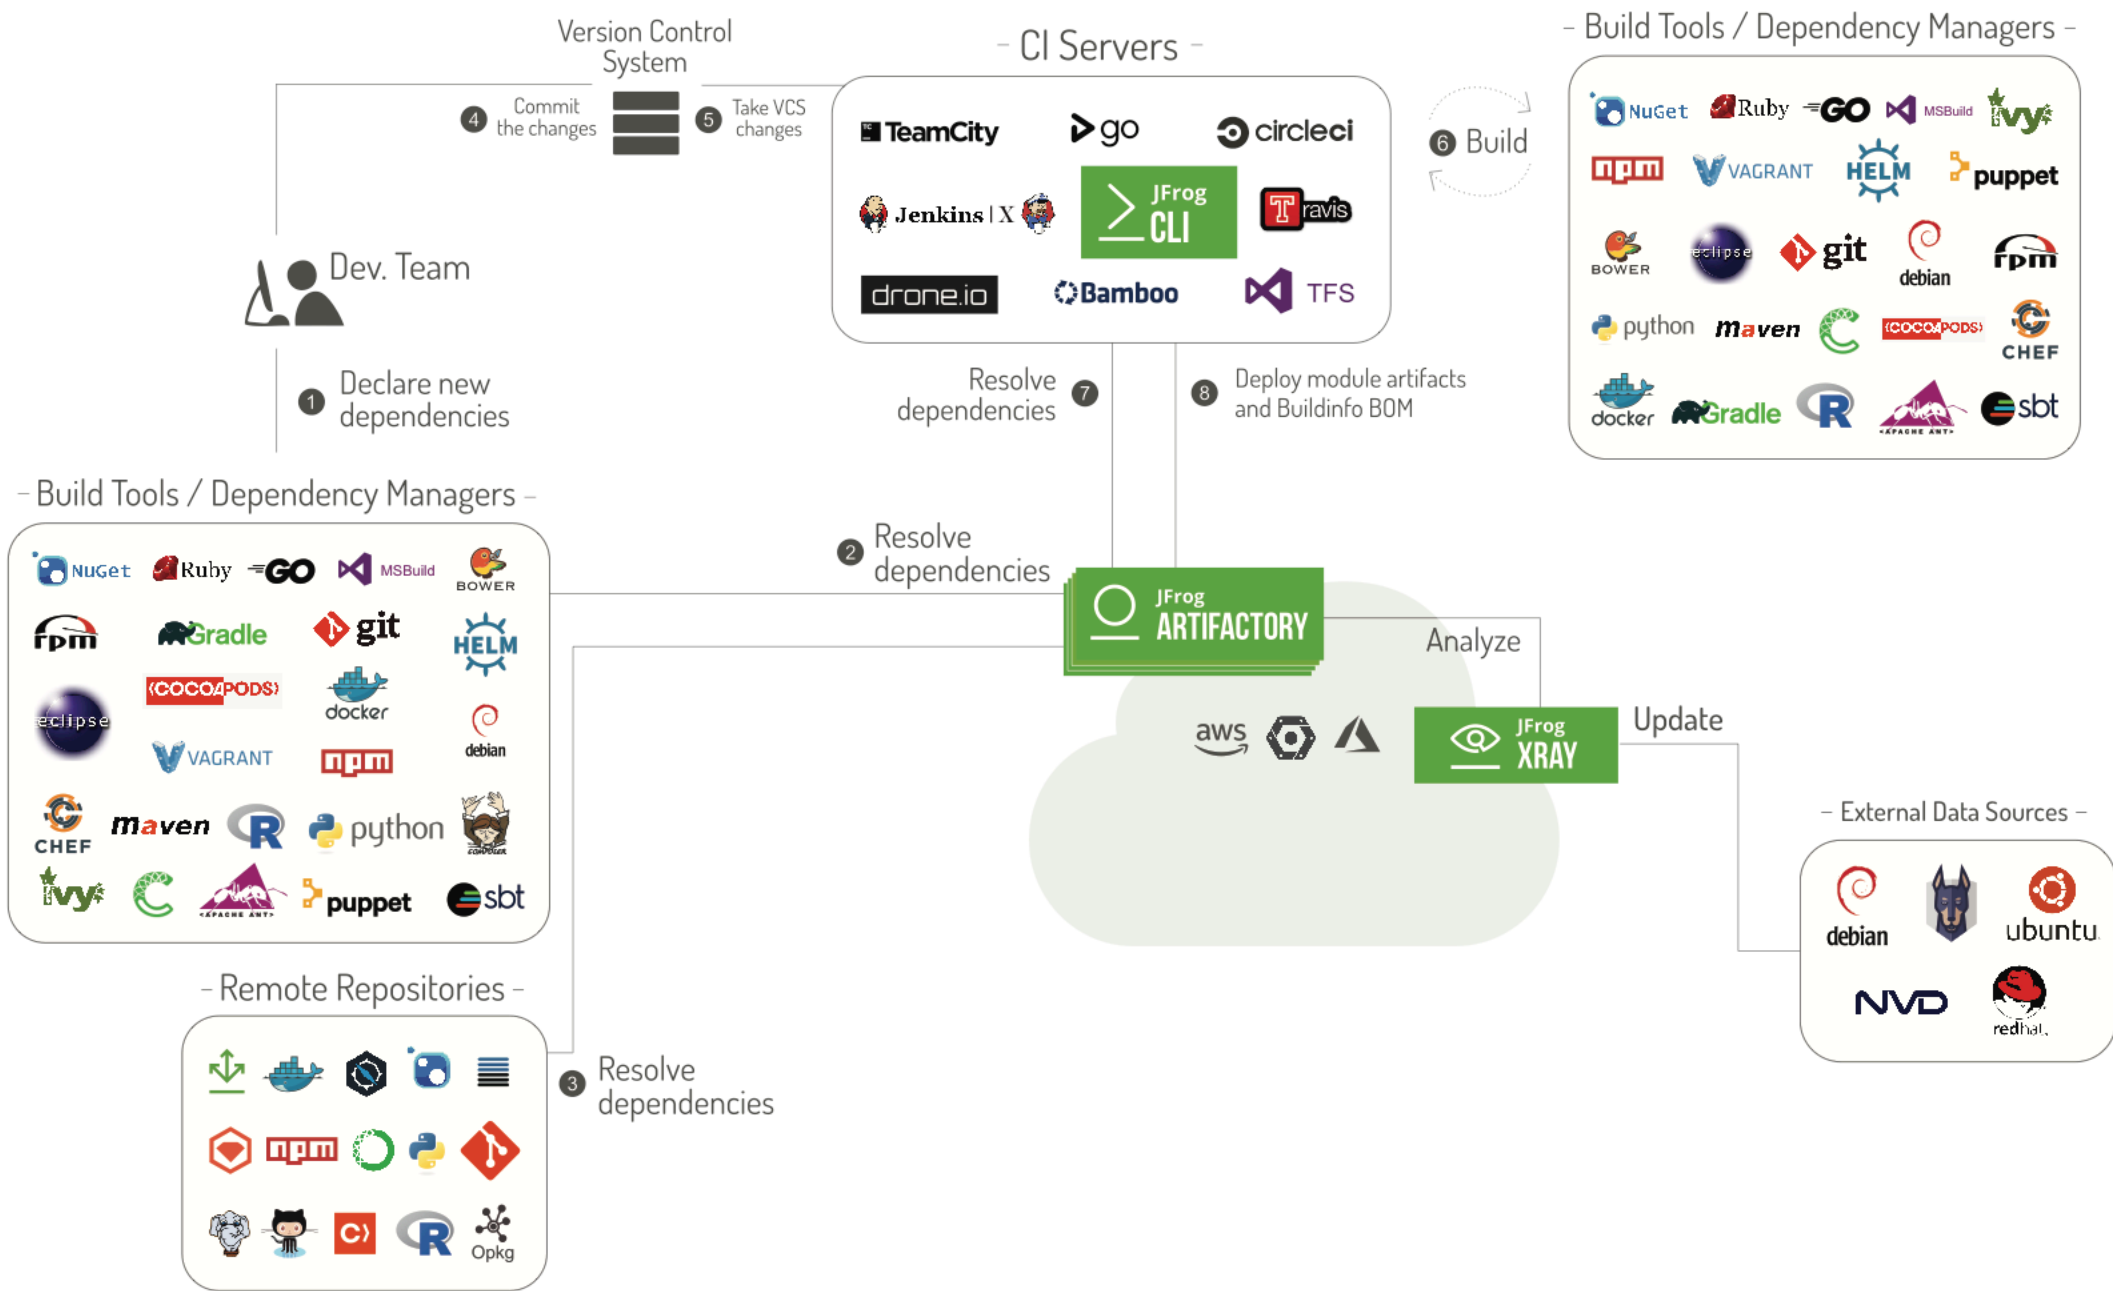 Version Control
System
4 Commit
the changes
5 Take VCS
changes
- CI Servers -
TeamCity
go
circleci
Jenkins | X
JFrog
CLI
Travis
drone.io
Bamboo
TFS
6 Build
- Build Tools / Dependency Managers -
NuGet
Ruby
GO
MSBuild
ivy
npm
VAGRANT
HELM
puppet
BOWER
eclipse
git
debian
rpm
python
maven
C
COCOAPODS
CHEF
docker
Gradle
R
<APACHE ANT>
sbt
Dev. Team
1 Declare new
dependencies
Resolve
dependencies 7
8 Deploy module artifacts
and Buildinfo BOM
- Build Tools / Dependency Managers -
NuGet
Ruby
GO
MSBuild
BOWER
rpm
Gradle
git
HELM
eclipse
COCOAPODS
docker
debian
VAGRANT
npm
CHEF
maven
R
python
COMPOSER
ivy
C
<APACHE ANT>
puppet
sbt
2 Resolve
dependencies
JFrog
ARTIFACTORY
Analyze
aws
JFrog
XRAY
Update
- External Data Sources -
debian
ubuntu
NVD
redhat.
- Remote Repositories -
npm
C
R
Opkg
3 Resolve
dependencies